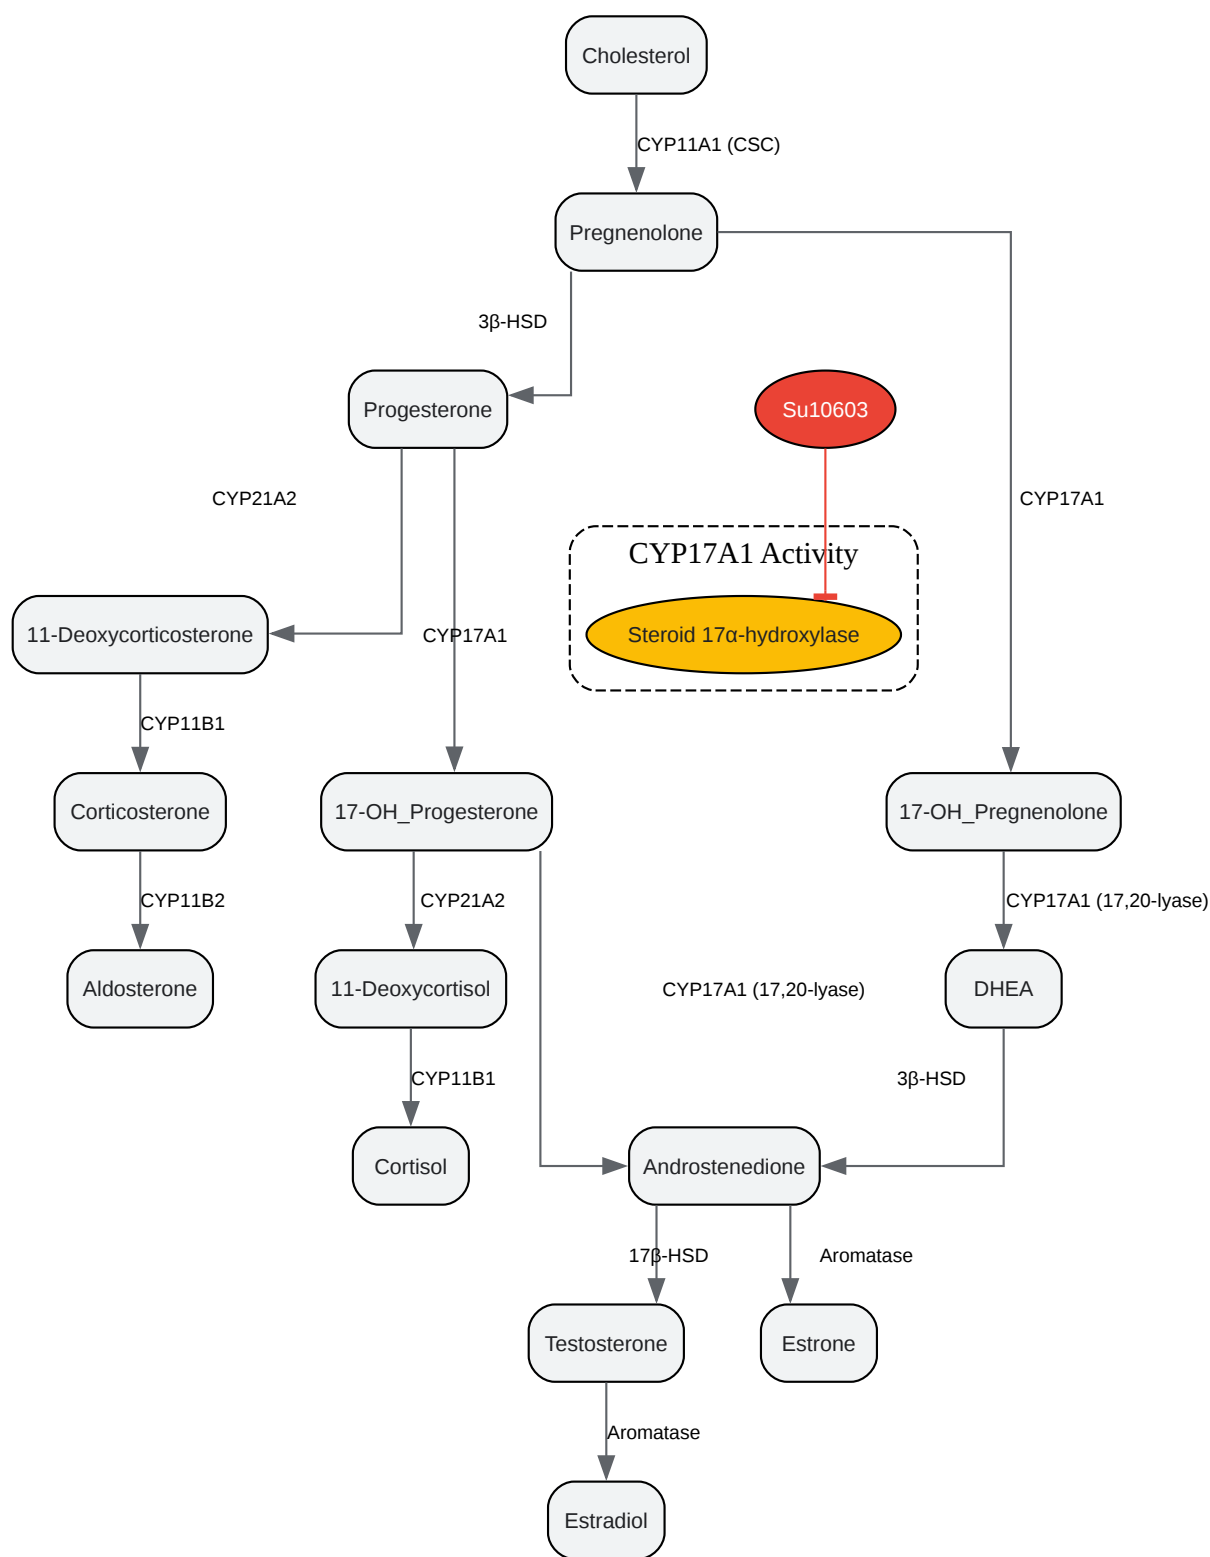 Cholesterol
CYP11A1 (CSC)
Pregnenolone
3β-HSD
Progesterone
Su10603
CYP21A2
CYP17A1
CYP17A1 Activity
11-Deoxycorticosterone
CYP17A1
Steroid 17α-hydroxylase
CYP11B1
Corticosterone
17-OH_Progesterone
17-OH_Pregnenolone
CYP11B2
CYP21A2
CYP17A1 (17,20-lyase)
Aldosterone
11-Deoxycortisol
CYP17A1 (17,20-lyase)
DHEA
CYP11B1
3β-HSD
Cortisol
Androstenedione
17β-HSD
Aromatase
Testosterone
Estrone
Aromatase
Estradiol